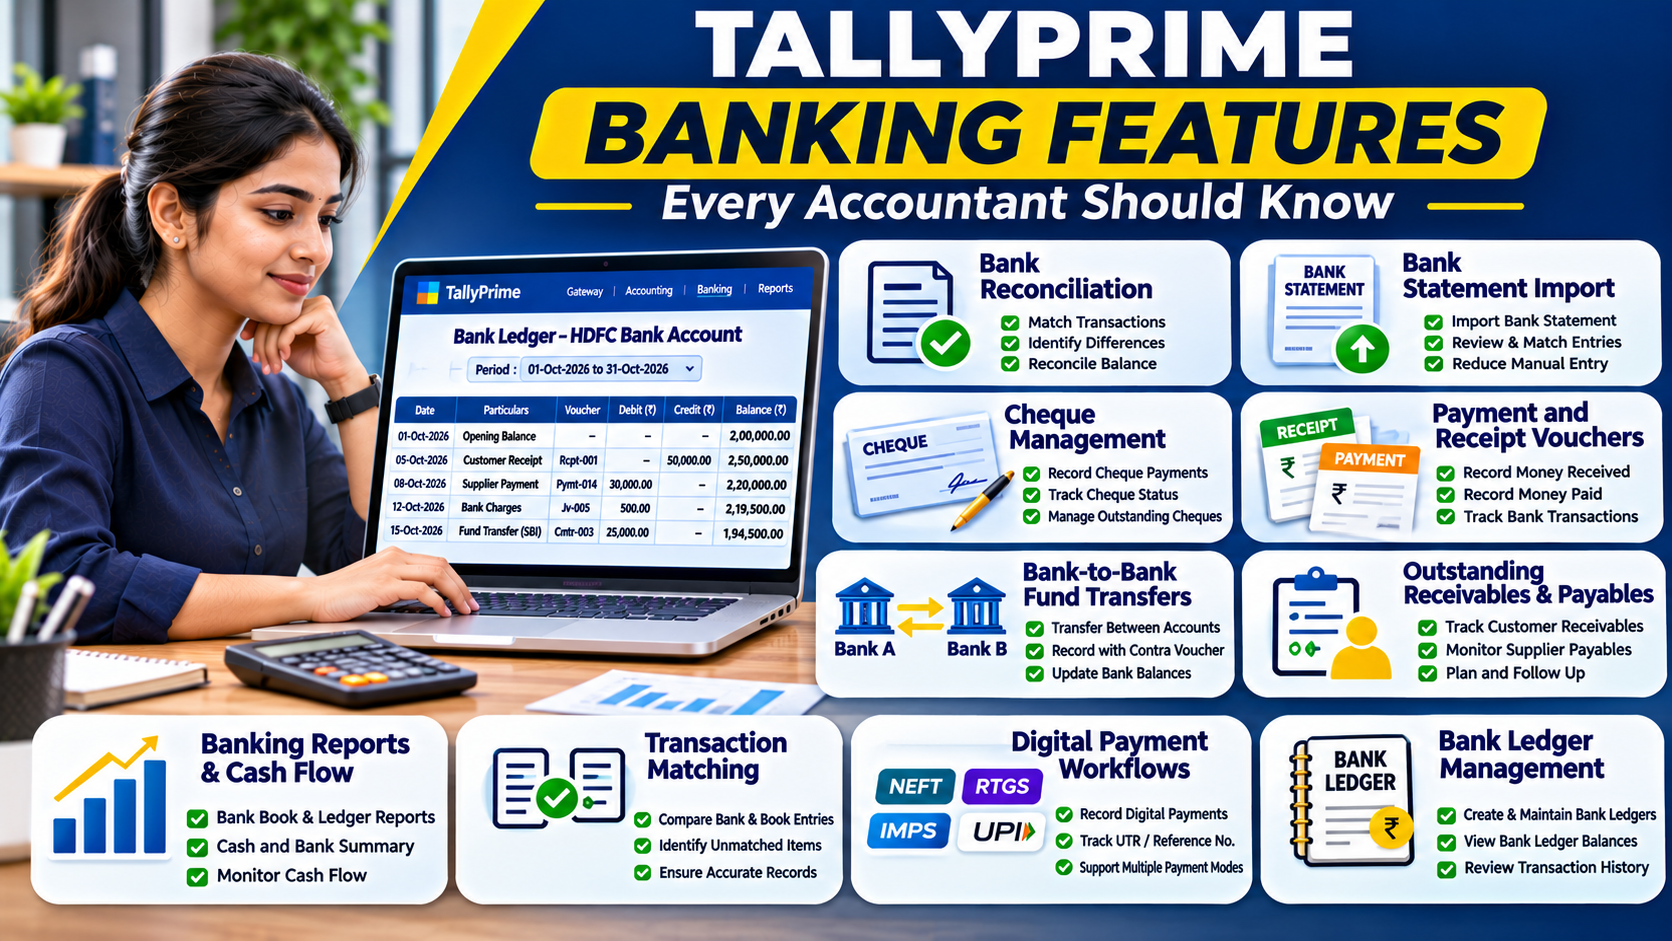 TALLYPRIME
BANKING FEATURES
Every Accountant Should Know
TallyPrime
Gateway | Accounting | Banking | Reports
Bank Ledger – HDFC Bank Account
Period : 01-Oct-2026 to 31-Oct-2026
Date Particulars Voucher Debit (₹) Credit (₹) Balance (₹)
01-Oct-2026 Opening Balance – – 2,00,000.00
05-Oct-2026 Customer Receipt Rcpt-001 – 50,000.00 2,50,000.00
08-Oct-2026 Supplier Payment Pymt-014 30,000.00 – 2,20,000.00
12-Oct-2026 Bank Charges Jv-005 500.00 – 2,19,500.00
15-Oct-2026 Fund Transfer (SBI) Cmtr-003 25,000.00 – 1,94,500.00
Bank
Reconciliation
Match Transactions
Identify Differences
Reconcile Balance
BANK
STATEMENT
Bank
Statement Import
Import Bank Statement
Review & Match Entries
Reduce Manual Entry
CHEQUE
Cheque
Management
Record Cheque Payments
Track Cheque Status
Manage Outstanding Cheques
RECEIPT
₹
PAYMENT
₹
Payment and
Receipt Vouchers
Record Money Received
Record Money Paid
Track Bank Transactions
Bank A
Bank B
Bank-to-Bank
Fund Transfers
Transfer Between Accounts
Record with Contra Voucher
Update Bank Balances
Outstanding
Receivables & Payables
Track Customer Receivables
Monitor Supplier Payables
Plan and Follow Up
Banking Reports
& Cash Flow
Bank Book & Ledger Reports
Cash and Bank Summary
Monitor Cash Flow
Transaction
Matching
Compare Bank & Book Entries
Identify Unmatched Items
Ensure Accurate Records
Digital Payment
Workflows
NEFT
RTGS
IMPS
UPI
Record Digital Payments
Track UTR / Reference No.
Support Multiple Payment Modes
BANK
LEDGER
₹
Bank Ledger
Management
Create & Maintain Bank Ledgers
View Bank Ledger Balances
Review Transaction History